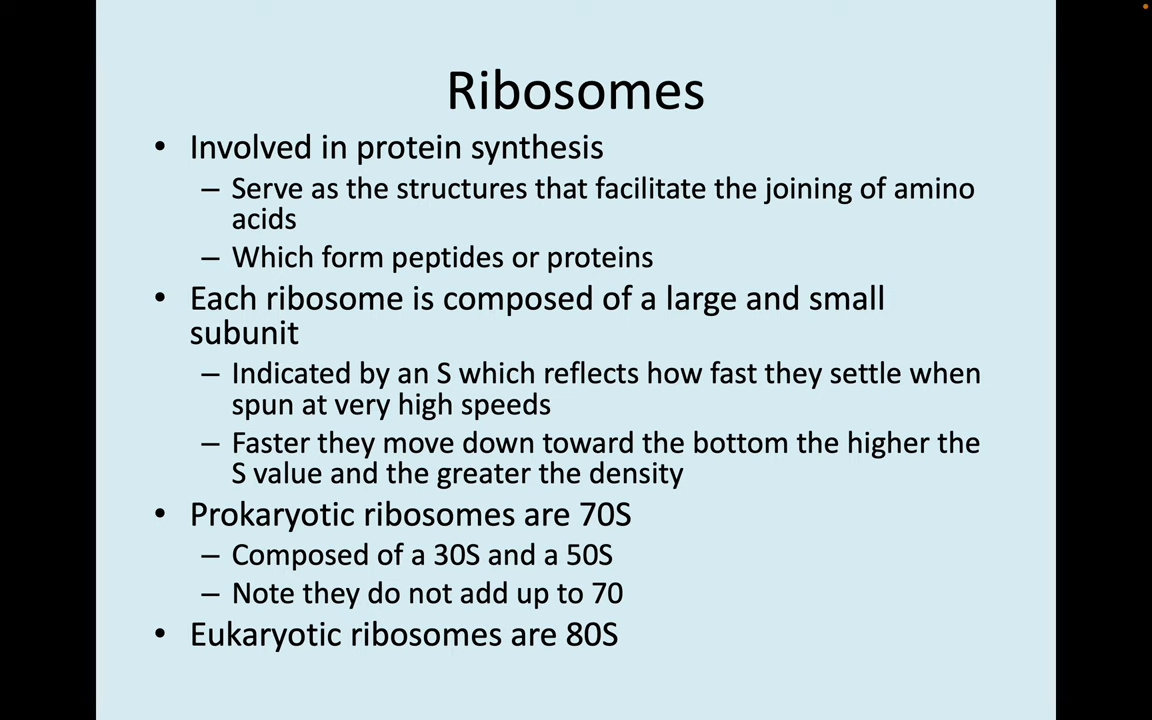 Ribosomes
• Involved in protein synthesis
– Serve as the structures that facilitate the joining of amino
acids
– Which form peptides or proteins
• Each ribosome is composed of a large and small
subunit
– Indicated by an S which reflects how fast they settle when
spun at very high speeds
– Faster they move down toward the bottom the higher the
S value and the greater the density
• Prokaryotic ribosomes are 70S
– Composed of a 30S and a 50S
– Note they do not add up to 70
• Eukaryotic ribosomes are 80S